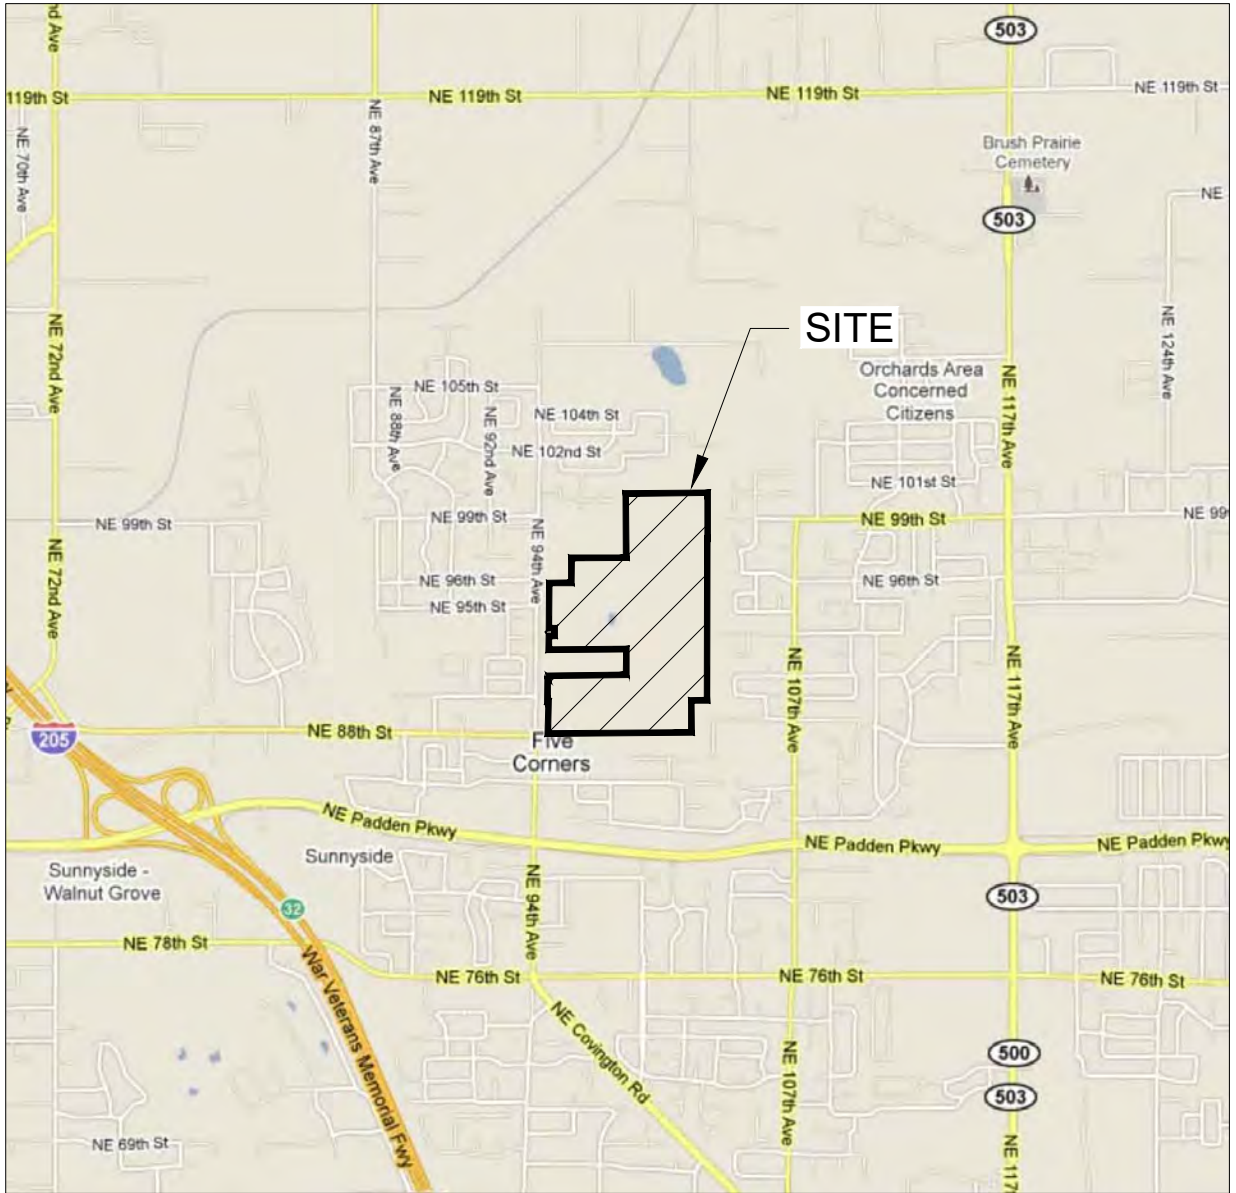 nd Ave
503
119th St
NE 119th St
NE 119th St
NE 119th St
NE 70th Ave
NE 87th Ave
Brush Prairie
Cemetery
503
NE
NE 72nd Ave
SITE
NE 124th Ave
Orchards Area
Concerned
Citizens
NE 105th St
NE 88th Ave
NE 92nd Ave
NE 104th St
NE 102nd St
NE 117th Ave
NE 101st St
NE 99th St
NE 99th St
NE 94th Ave
NE 99th St
NE 99
NE 72nd Ave
NE 96th St
NE 96th St
NE 95th St
NE 107th Ave
NE 117th Ave
205
NE 88th St
Five
Corners
NE Padden Pkwy
NE Padden Pkwy
NE Padden Pkwy
Sunnyside
Sunnyside -
Walnut Grove
NE 94th Ave
503
32
NE 78th St
War Veterans Memorial Fwy
NE 76th St
NE 76th St
NE 76th St
NE Covington Rd
NE 107th Ave
500
503
NE 69th St
NE 117